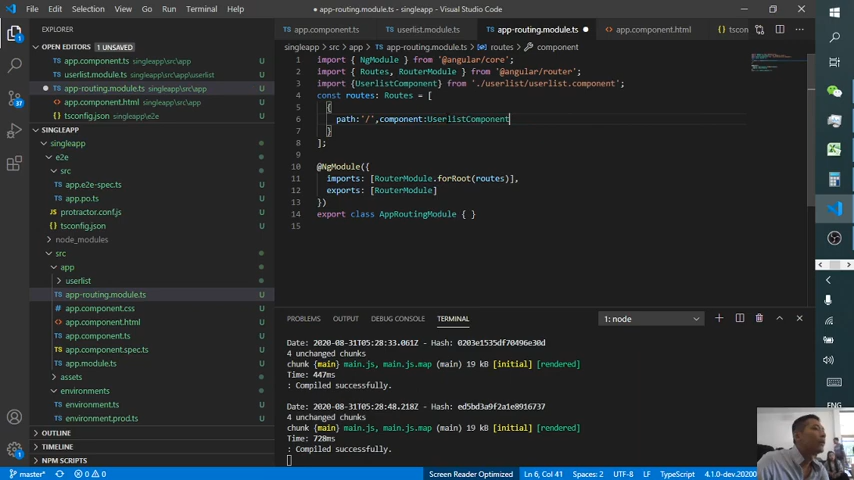 File Edit Selection View Go Run Terminal Help
● app-routing.module.ts - Visual Studio Code
EXPLORER
OPEN EDITORS 1 UNSAVED
app.component.ts singleapp\src\app U
userlist.module.ts singleapp\src\app\userlist U
● app-routing.module.ts singleapp\src\app U
app.component.html singleapp\src\app U
tsconfig.json singleapp\e2e U
SINGLEAPP
singleapp
e2e
src
app.e2e-spec.ts U
app.po.ts U
protractor.conf.js U
tsconfig.json U
node_modules
src
app
userlist
app-routing.module.ts U
app.component.css U
app.component.html U
app.component.ts U
app.component.spec.ts U
app.module.ts U
assets
environments
environment.ts U
environment.prod.ts U
OUTLINE
TIMELINE
NPM SCRIPTS
app.component.ts userlist.module.ts app-routing.module.ts ● app.component.html tscon
singleapp > src > app > app-routing.module.ts > routes > component
1 import { NgModule } from '@angular/core';
2 import { Routes, RouterModule } from '@angular/router';
3 import {UserlistComponent} from './userlist/userlist.component';
4 const routes: Routes = [
5 {
6 path:'/',component:UserlistComponent
7 }
8 ];
9
10 @NgModule({
11 imports: [RouterModule.forRoot(routes)],
12 exports: [RouterModule]
13 })
14 export class AppRoutingModule { }
15
PROBLEMS OUTPUT DEBUG CONSOLE TERMINAL 1: node
Date: 2020-08-31T05:28:33.061Z - Hash: 0203e1535df70496e30d
4 unchanged chunks
chunk {main} main.js, main.js.map (main) 19 kB [initial] [rendered]
Time: 447ms
: Compiled successfully.
Date: 2020-08-31T05:28:48.218Z - Hash: ed5bd3a9f2a1e8916737
4 unchanged chunks
chunk {main} main.js, main.js.map (main) 19 kB [initial] [rendered]
Time: 728ms
: Compiled successfully.
master* 0 0 Screen Reader Optimized Ln 6, Col 41 Spaces: 2 UTF-8 LF TypeScript 4.1.0-dev.20200
ENG